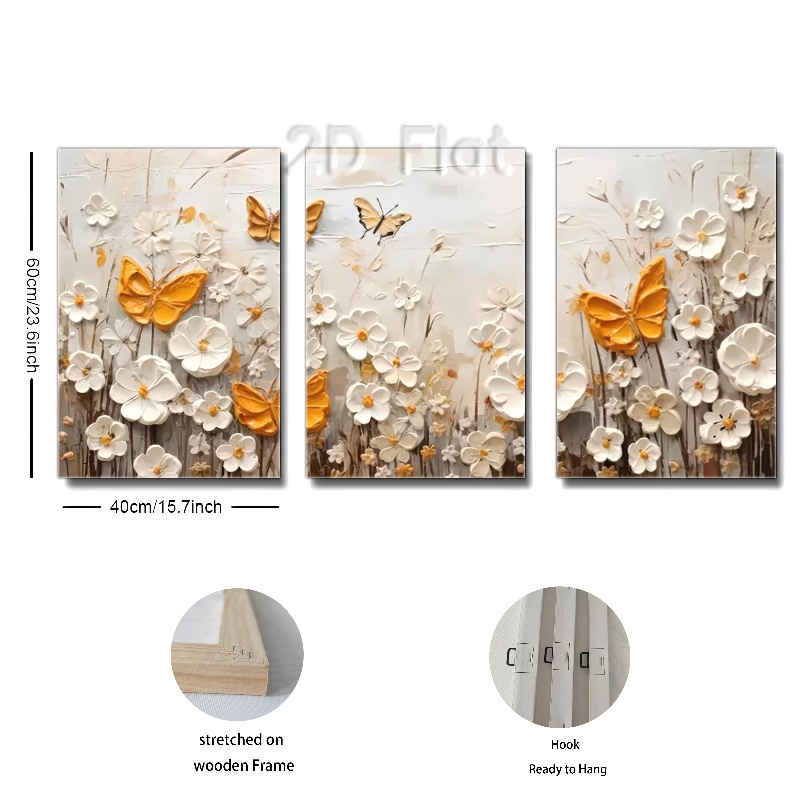 2D Flat
60cm/23.6inch
40cm/15.7inch
stretched on
wooden Frame
Hook
Ready to Hang